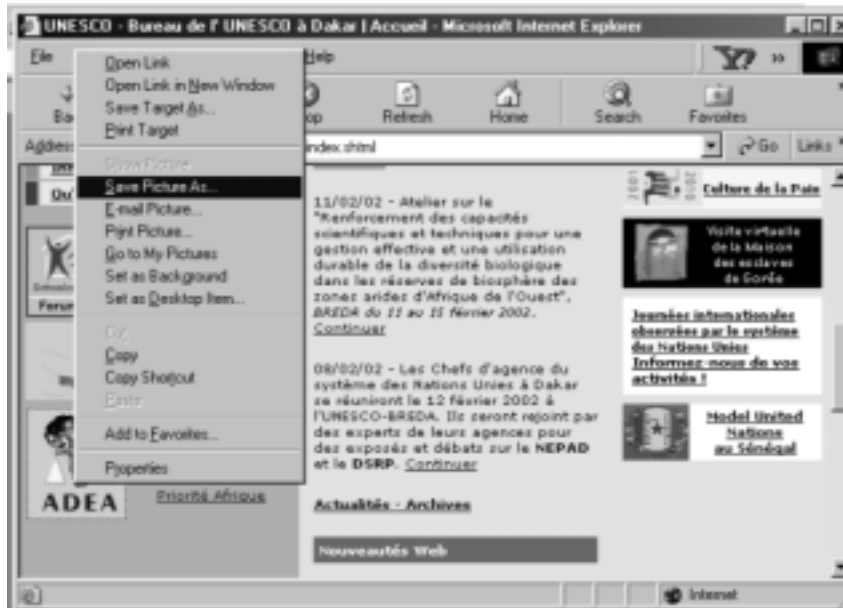 UNESCO - Bureau de l' UNESCO à Dakar | Accueil - Microsoft Internet Explorer
File
Help
Refresh
Home
Search
Favorites
index.shtml
Go
Links
Open Link
Open Link in New Window
Save Target As...
Print Target
Show Picture
Save Picture As...
E-mail Picture...
Print Picture...
Go to My Pictures
Set as Background
Set as Desktop Item...
Cut
Copy
Copy Shortcut
Paste
Add to Favorites...
Properties
ADEA
Priorité Afrique
11/02/02 - Atelier sur le
"Renforcement des capacités
scientifiques et techniques pour une
gestion effective et une utilisation
durable de la diversité biologique
dans les réserves de biosphère des
zones arides d'Afrique de l'Ouest",
BREDA du 11 au 15 février 2002.
Continuer
08/02/02 - Les Chefs d'agence du
système des Nations Unies à Dakar
se réuniront le 12 février 2002 à
l'UNESCO-BREDA. Ils seront rejoint par
des experts de leurs agences pour
des exposés et débats sur le NEPAD
et le DSRP. Continuer
Actualités - Archives
Nouveautés Web
Culture de la Paix
Visite virtuelle
de la Maison
des esclaves
de Gorée
Journées internationales
observées par le système
des Nations Unies
Informez-nous de vos
activités !
Model United
Nations
au Sénégal
Internet